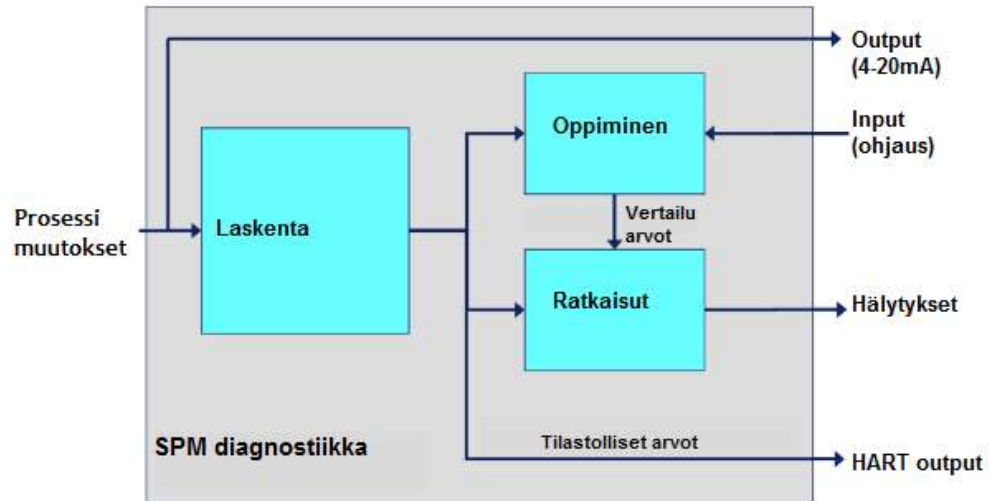 Output
(4-20mA)
Oppiminen
Input
(ohjaus)
Prosessi
muutokset
Laskenta
Vertailu
arvot
Ratkaisut
Hälytykset
SPM diagnostiikka
Tilastolliset arvot
HART output